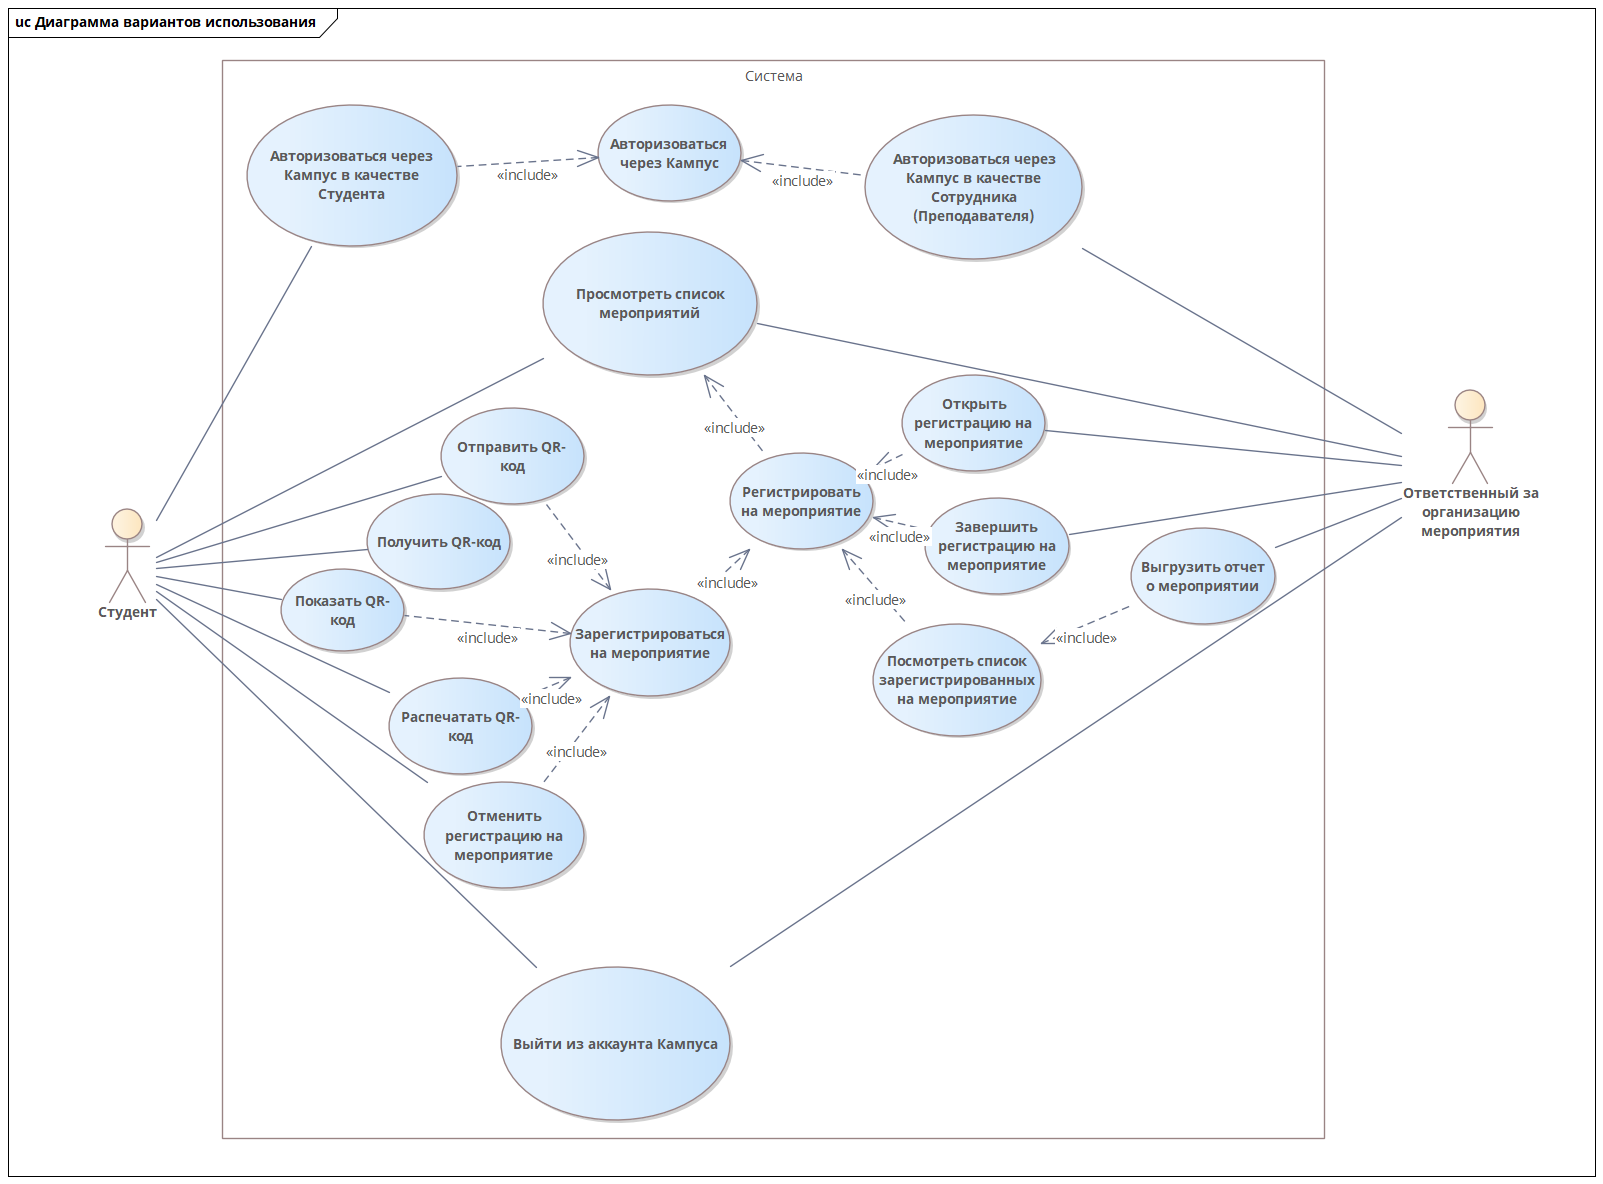 uc Диаграмма вариантов использования
Система
Авторизоваться через
Кампус в качестве
Студента
«include»
Авторизоваться
через Кампус
«include»
Авторизоваться через
Кампус в качестве
Сотрудника
(Преподавателя)
Просмотреть список
мероприятий
«include»
Открыть
регистрацию на
мероприятие
«include»
Отправить QR-
код
Регистрировать
на мероприятие
Ответственный за
организацию
мероприятия
Получить QR-код
«include»
«include»
Завершить
регистрацию на
мероприятие
Выгрузить отчет
о мероприятии
«include»
Студент
Показать QR-
код
«include»
«include»
Зарегистрироваться
на мероприятие
«include»
Посмотреть список
зарегистрированных
на мероприятие
Распечатать QR-
код
«include»
«include»
Отменить
регистрацию на
мероприятие
Выйти из аккаунта Кампуса